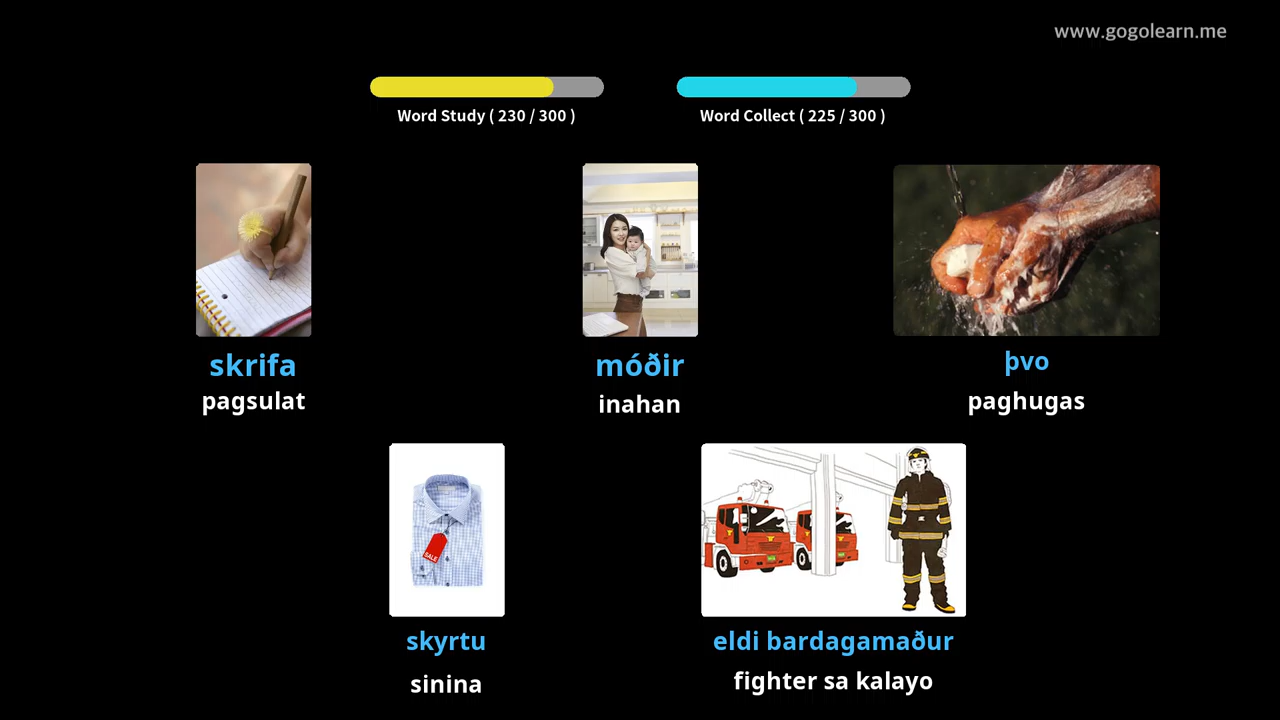 www.gogolearn.me
Word Study ( 230 / 300 )
Word Collect ( 225 / 300 )
skrifa
pagsulat
móðir
inahan
þvo
paghugas
SALE
skyrtu
sinina
eldi bardagamaður
fighter sa kalayo